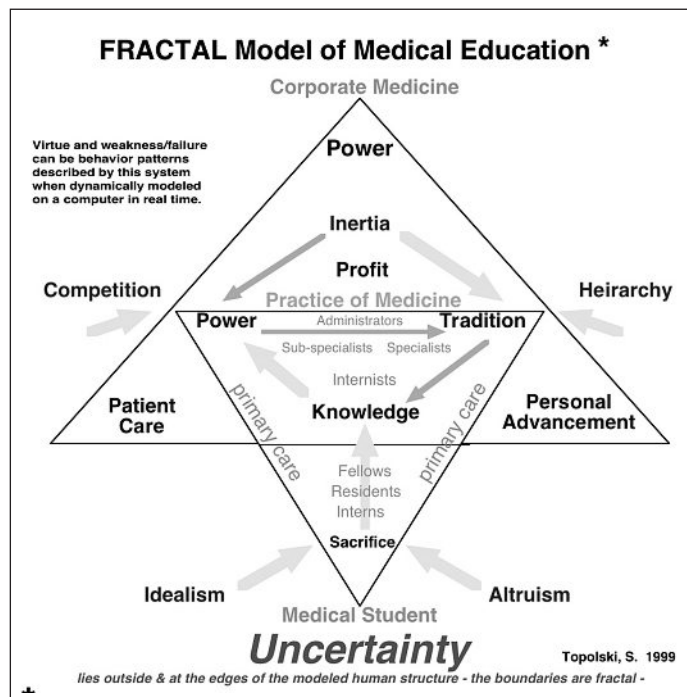 FRACTAL Model of Medical Education *
Corporate Medicine
Virtue and weakness/failure
can be behavior patterns
described by this system
when dynamically modeled
on a computer in real time.
Power
Inertia
Profit
Competition
Heirarchy
Practice of Medicine
Power
Administrators
Tradition
Sub-specialists
Specialists
Internists
primary care
primary care
Patient
Care
Knowledge
Personal
Advancement
Fellows
Residents
Interns
Sacrifice
Idealism
Altruism
Medical Student
Uncertainty
Topolski, S. 1999
lies outside & at the edges of the modeled human structure - the boundaries are fractal -
*